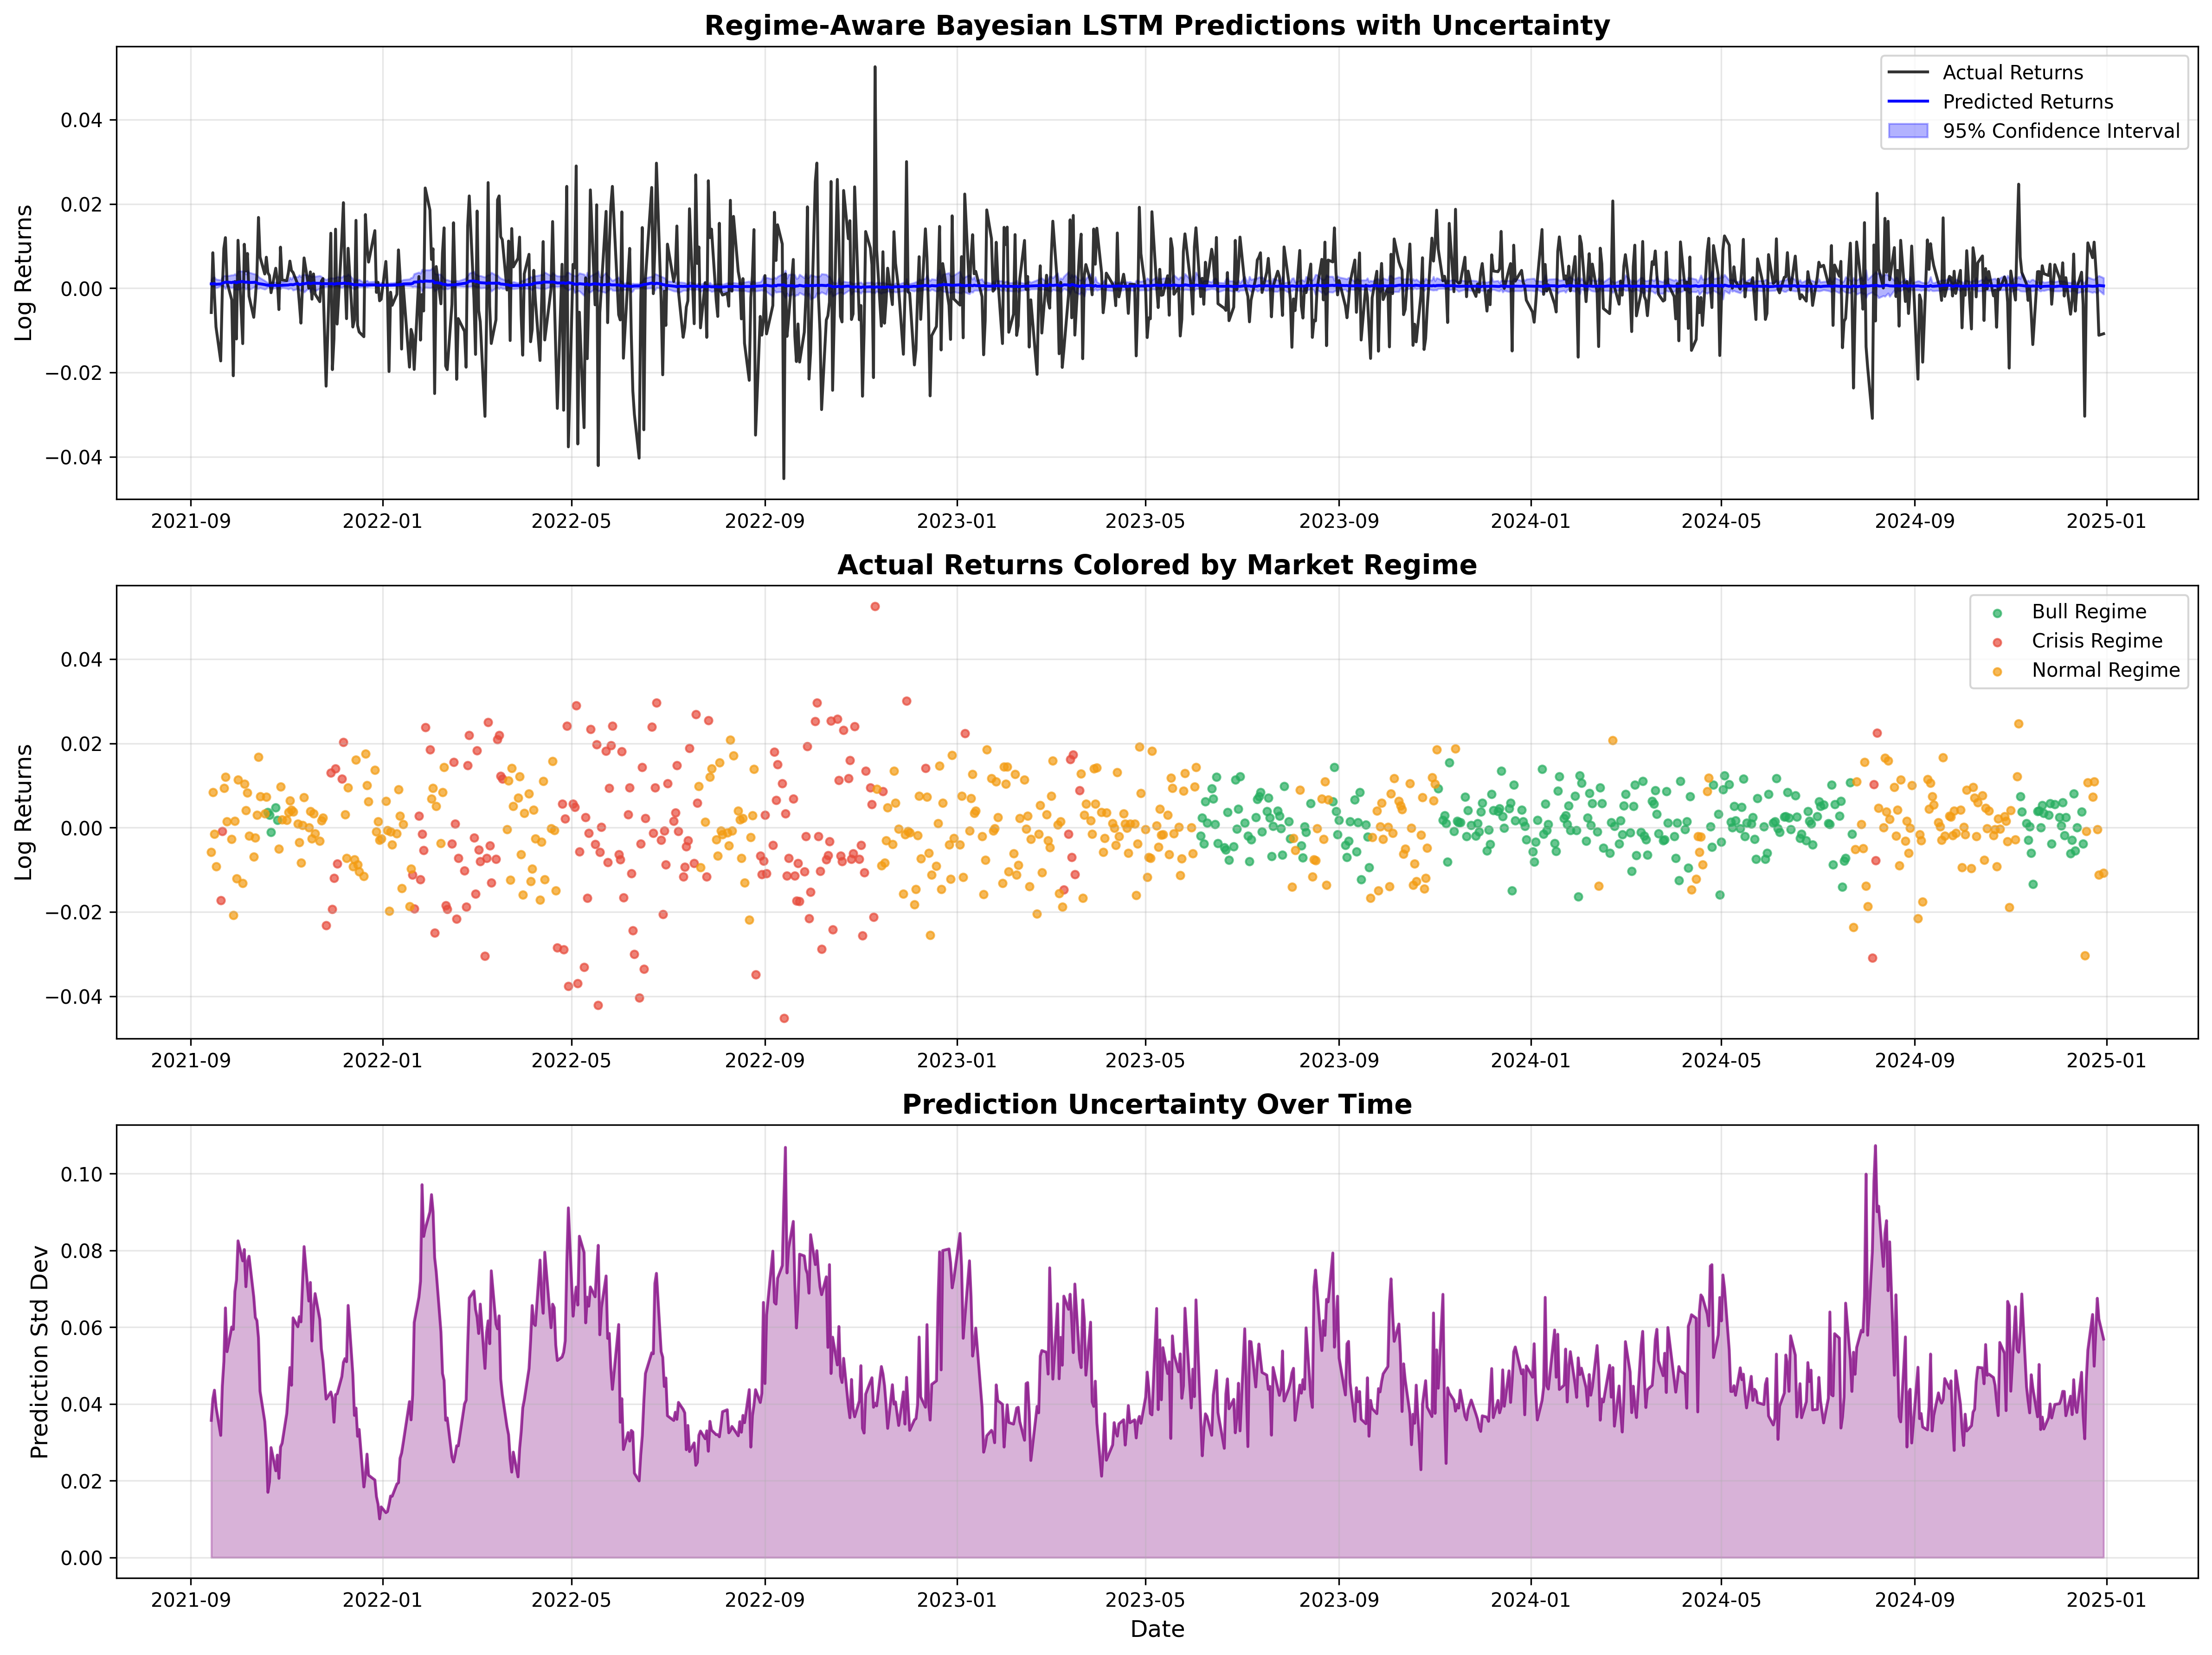 Regime-Aware Bayesian LSTM Predictions with Uncertainty
Log Returns
0.04
0.02
0.00
−0.02
−0.04
Actual Returns
Predicted Returns
95% Confidence Interval
2021-09 2022-01 2022-05 2022-09 2023-01 2023-05 2023-09 2024-01 2024-05 2024-09 2025-01
Actual Returns Colored by Market Regime
Log Returns
0.04
0.02
0.00
−0.02
−0.04
Bull Regime
Crisis Regime
Normal Regime
2021-09 2022-01 2022-05 2022-09 2023-01 2023-05 2023-09 2024-01 2024-05 2024-09 2025-01
Prediction Uncertainty Over Time
Prediction Std Dev
0.10
0.08
0.06
0.04
0.02
0.00
2021-09 2022-01 2022-05 2022-09 2023-01 2023-05 2023-09 2024-01 2024-05 2024-09 2025-01
Date